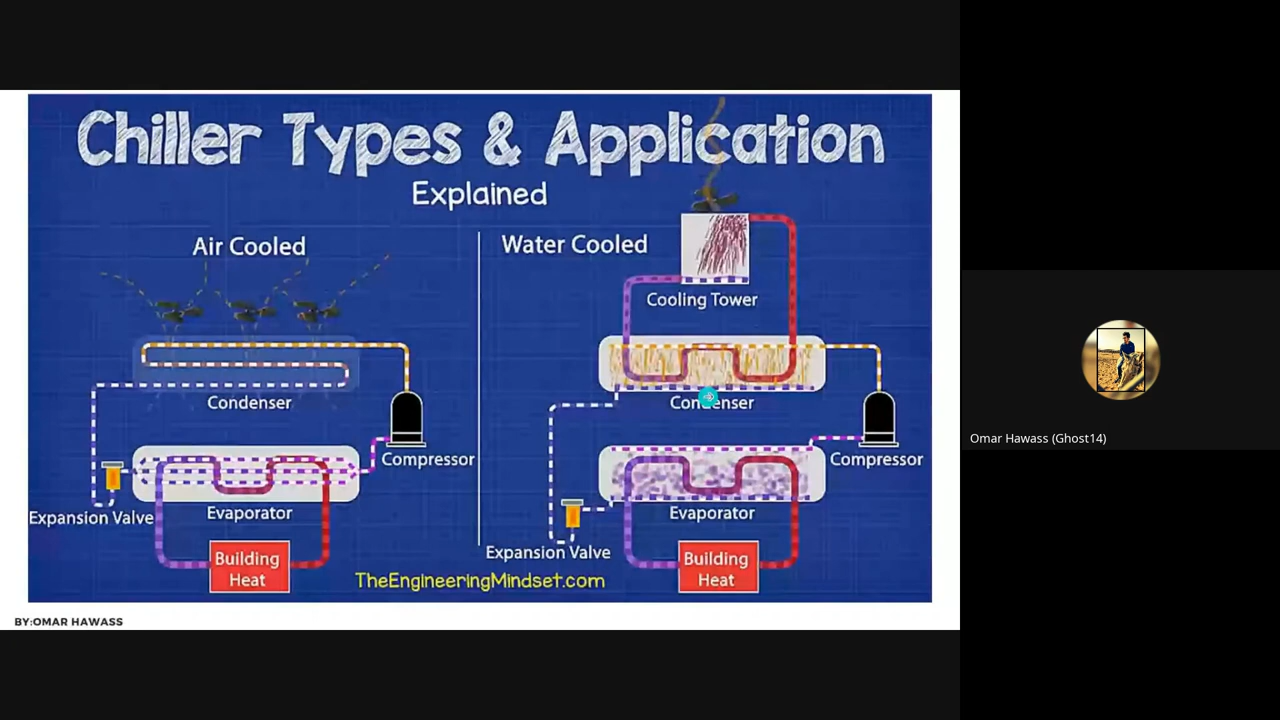 Chiller Types & Application
Explained
Air Cooled
Water Cooled
Cooling Tower
Condenser
Condenser
Compressor
Compressor
Expansion Valve
Evaporator
Evaporator
Expansion Valve
Building
Heat
Building
Heat
TheEngineeringMindset.com
BY:OMAR HAWASS
Omar Hawass (Ghost14)